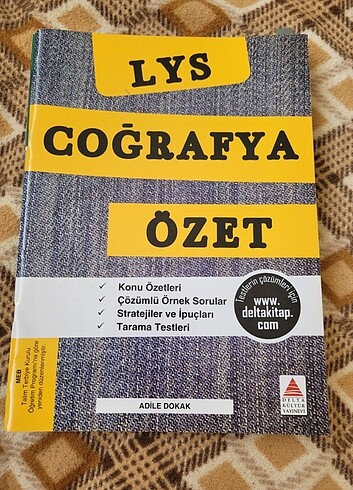 LYS
COĞRAFYA
ÖZET
✓ Konu Özetleri
✓ Çözümlü Örnek Sorular
✓ Stratejiler ve İpuçları
✓ Tarama Testleri
Testlerin çözümleri için
www.
deltakitap.
com
MEB
Talim Terbiye Kurulu
Öğretim Programı'na göre
yeniden düzenlenmiştir.
ADİLE DOKAK
DELTA
KÜLTÜR
YAYINEVİ